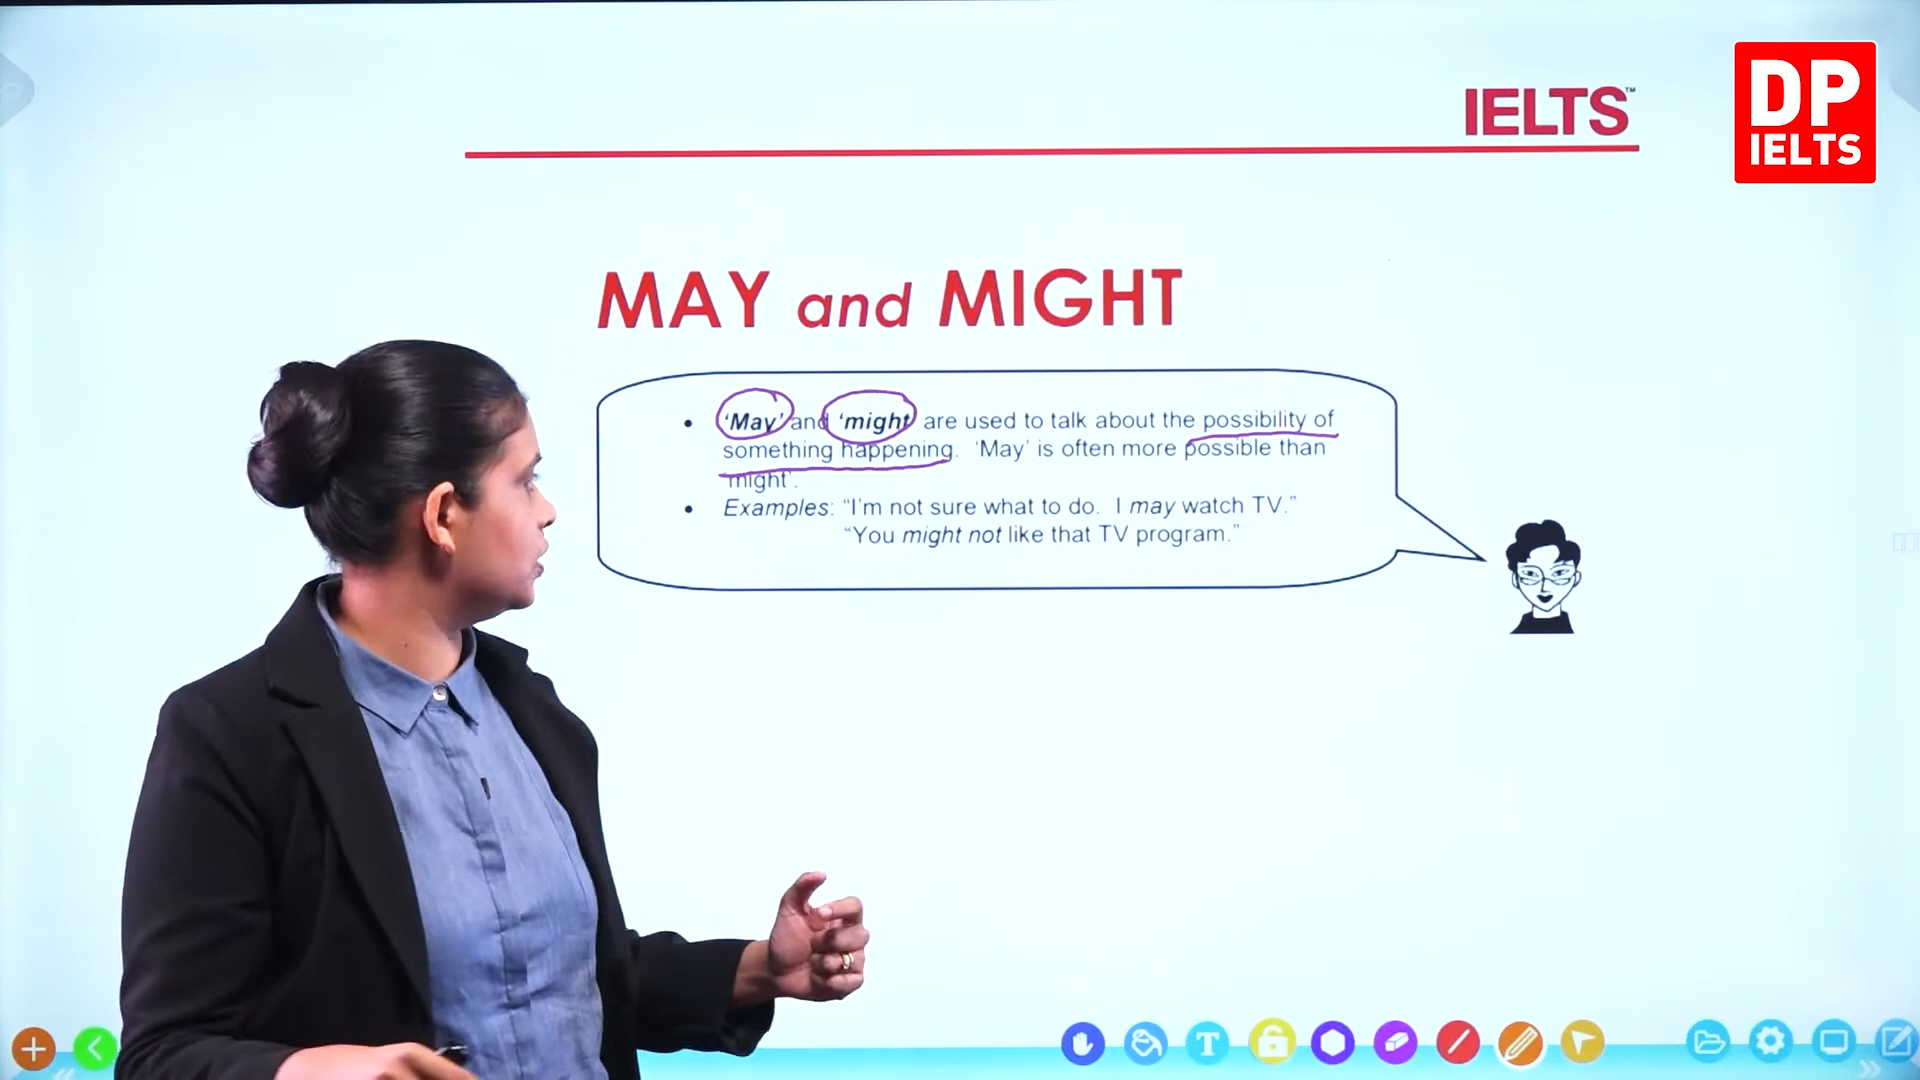 IELTS™
DP
IELTS
MAY and MIGHT
• 'May' and 'might are used to talk about the possibility of
something happening. 'May' is often more possible than
'might'.
• Examples: "I'm not sure what to do. I may watch TV."
"You might not like that TV program."
T